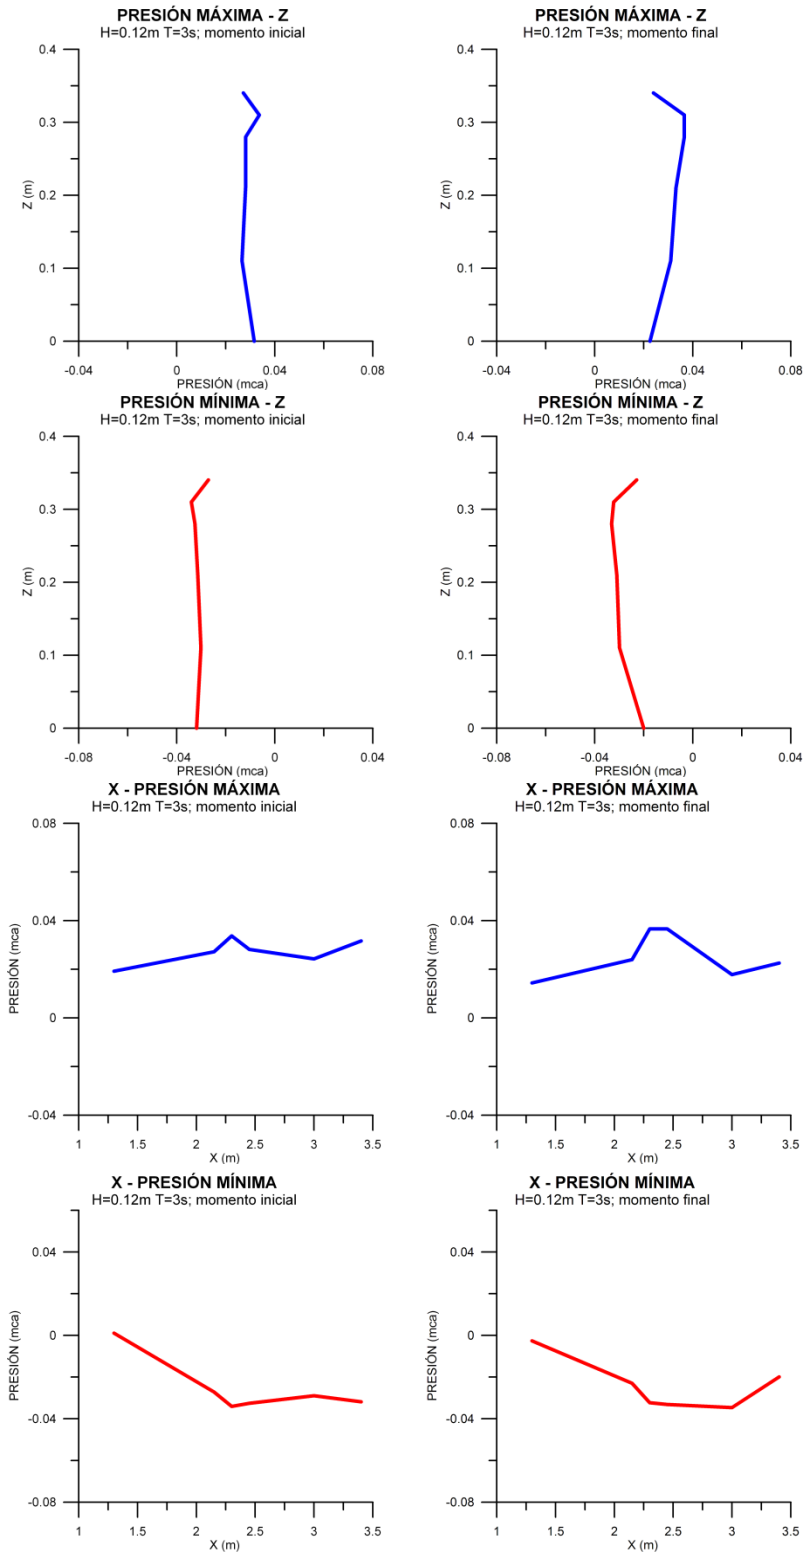 PRESIÓN MÁXIMA - Z
H=0.12m T=3s; momento inicial
0.4
0.3
0.2
0.1
0
Z (m)
-0.04
0
0.04
0.08
PRESIÓN (mca)
PRESIÓN MÁXIMA - Z
H=0.12m T=3s; momento final
0.4
0.3
0.2
0.1
0
Z (m)
-0.04
0
0.04
0.08
PRESIÓN (mca)
PRESIÓN MÍNIMA - Z
H=0.12m T=3s; momento inicial
0.4
0.3
0.2
0.1
0
Z (m)
-0.08
-0.04
0
0.04
PRESIÓN (mca)
PRESIÓN MÍNIMA - Z
H=0.12m T=3s; momento final
0.4
0.3
0.2
0.1
0
Z (m)
-0.08
-0.04
0
0.04
PRESIÓN (mca)
X - PRESIÓN MÁXIMA
H=0.12m T=3s; momento inicial
0.08
0.04
0
-0.04
PRESIÓN (mca)
1
1.5
2
2.5
3
3.5
X (m)
X - PRESIÓN MÁXIMA
H=0.12m T=3s; momento final
0.08
0.04
0
-0.04
PRESIÓN (mca)
1
1.5
2
2.5
3
3.5
X (m)
X - PRESIÓN MÍNIMA
H=0.12m T=3s; momento inicial
0.04
0
-0.04
-0.08
PRESIÓN (mca)
1
1.5
2
2.5
3
3.5
X (m)
X - PRESIÓN MÍNIMA
H=0.12m T=3s; momento final
0.04
0
-0.04
-0.08
PRESIÓN (mca)
1
1.5
2
2.5
3
3.5
X (m)